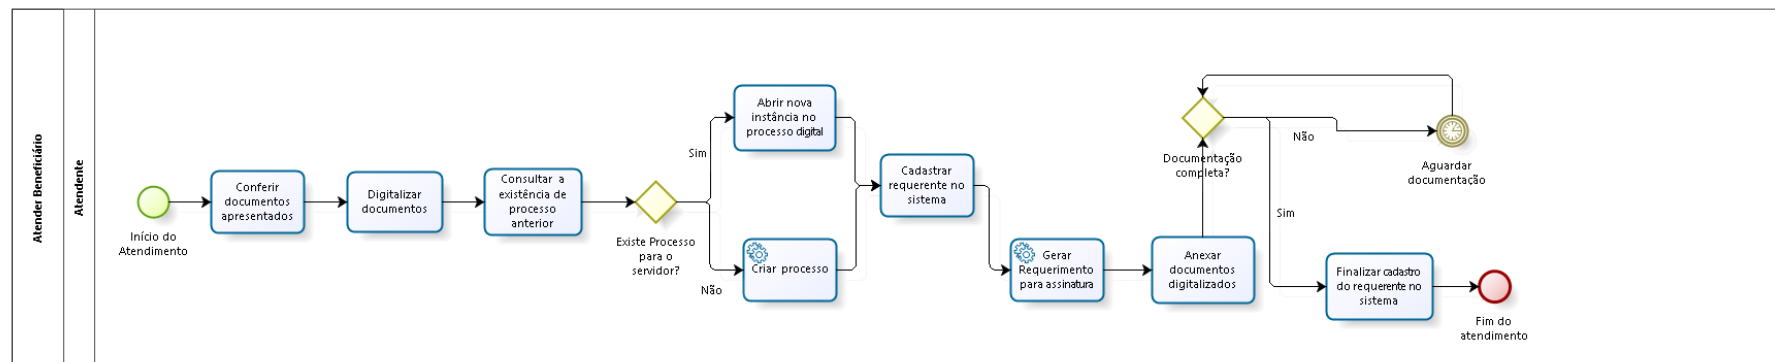 Atender Beneficiário
Atendente
Início do
Atendimento
Conferir
documentos
apresentados
Digitalizar
documentos
Consultar a
existência de
processo
anterior
Existe Processo
para o
servidor?
Sim
Não
Abrir nova
instância no
processo digital
Criar processo
Cadastrar
requerente no
sistema
Gerar
Requerimento
para assinatura
Anexar
documentos
digitalizados
Documentação
completa?
Não
Sim
Aguardar
documentação
Finalizar cadastro
do requerente no
sistema
Fim do
atendimento